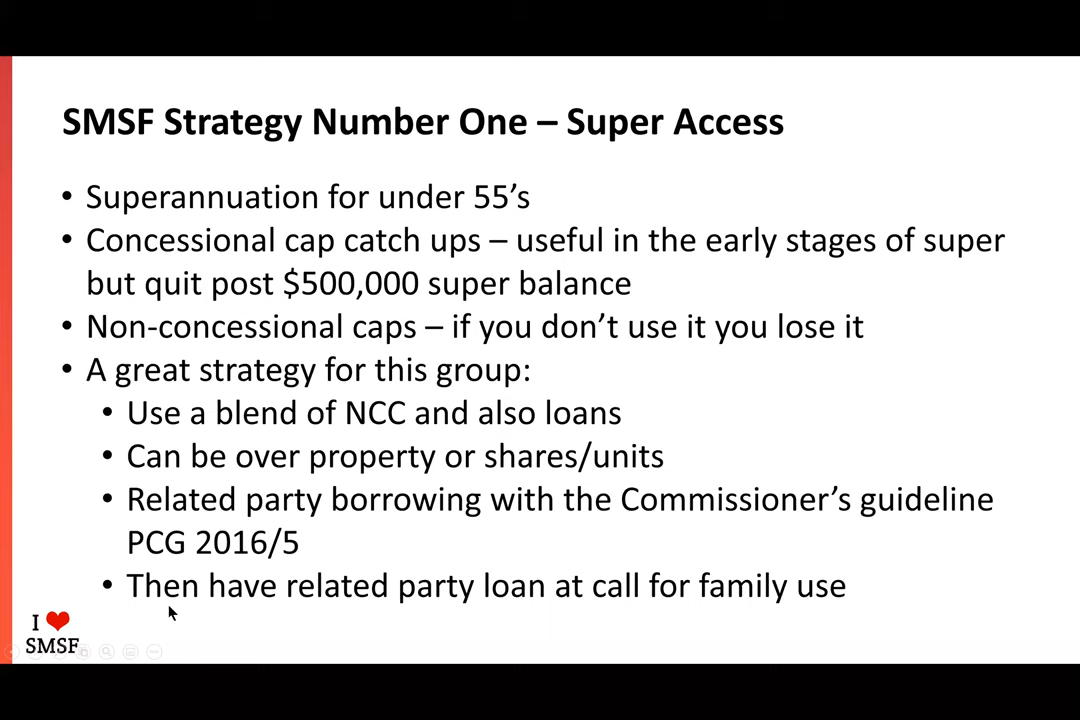 SMSF Strategy Number One – Super Access
• Superannuation for under 55’s
• Concessional cap catch ups – useful in the early stages of super
but quit post $500,000 super balance
• Non-concessional caps – if you don’t use it you lose it
• A great strategy for this group:
• Use a blend of NCC and also loans
• Can be over property or shares/units
• Related party borrowing with the Commissioner’s guideline
PCG 2016/5
• Then have related party loan at call for family use
I ❤
SMSF